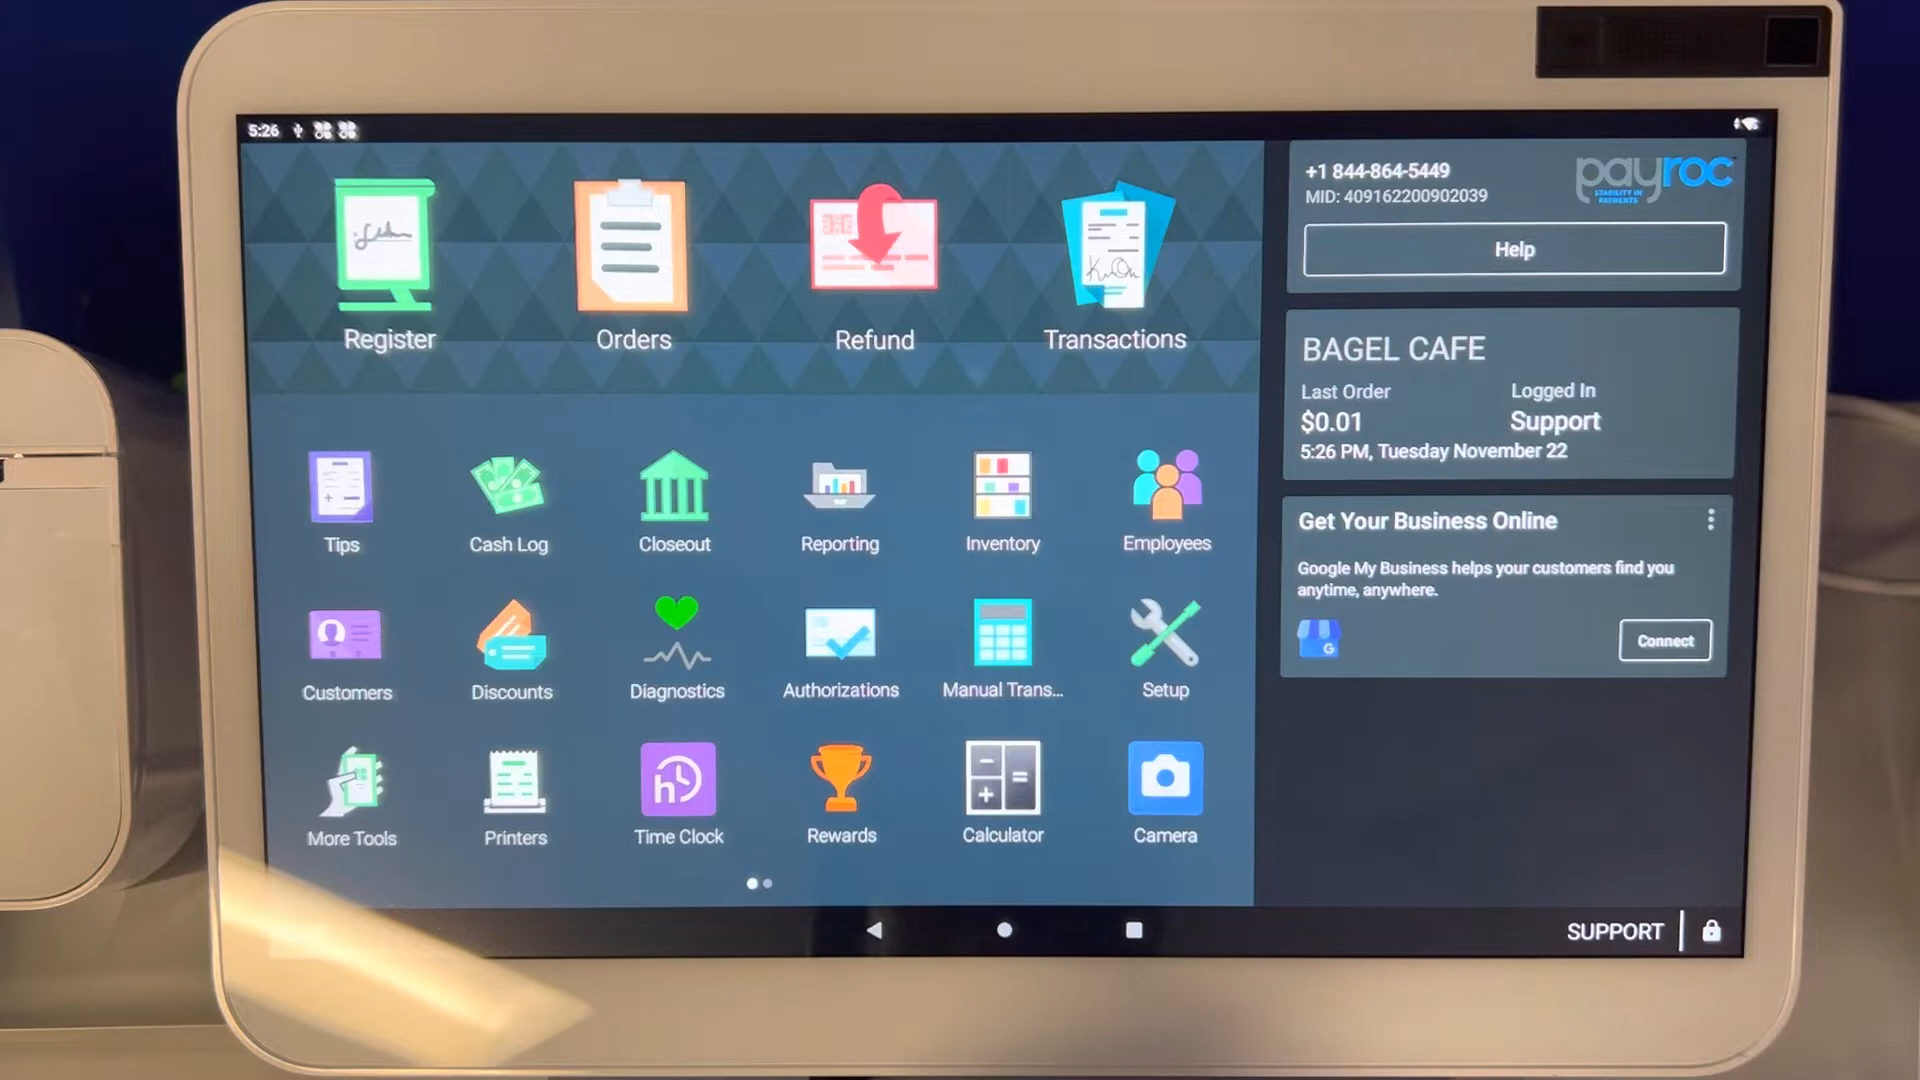 5:26
Register
Orders
Refund
Transactions
Tips
Cash Log
Closeout
Reporting
Inventory
Employees
Customers
Discounts
Diagnostics
Authorizations
Manual Trans...
Setup
More Tools
Printers
Time Clock
Rewards
Calculator
Camera
+1 844-864-5449
MID: 409162200902039
payroc
STABILITY IN
PAYMENTS
Help
BAGEL CAFE
Last Order
Logged In
$0.01
Support
5:26 PM, Tuesday November 22
Get Your Business Online
Google My Business helps your customers find you
anytime, anywhere.
G
Connect
SUPPORT